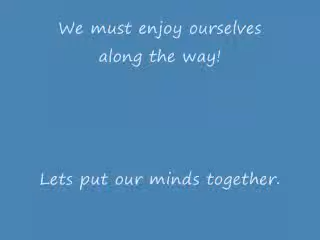 We must enjoy ourselves
along the way!
Lets put our minds together.